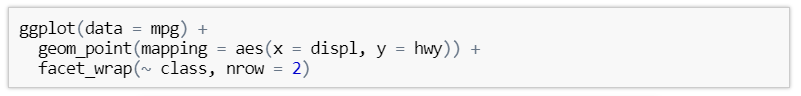 ggplot(data = mpg) +
  geom_point(mapping = aes(x = displ, y = hwy)) +
  facet_wrap(~ class, nrow = 2)